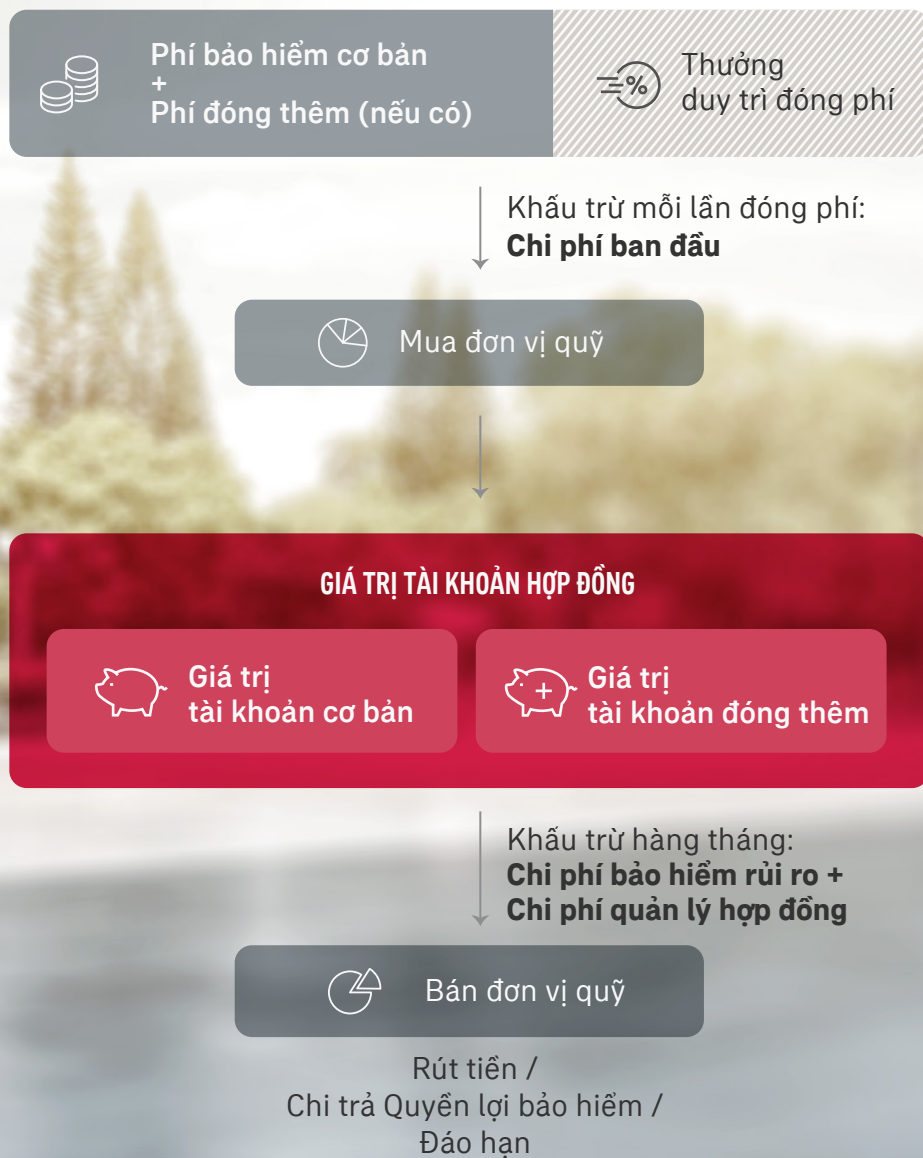 Phí bảo hiểm cơ bản
+
Phí đóng thêm (nếu có)
%
Thưởng
duy trì đóng phí
Khấu trừ mỗi lần đóng phí:
Chi phí ban đầu
Mua đơn vị quỹ
GIÁ TRỊ TÀI KHOẢN HỢP ĐỒNG
Giá trị
tài khoản cơ bản
Giá trị
tài khoản đóng thêm
Khấu trừ hàng tháng:
Chi phí bảo hiểm rủi ro +
Chi phí quản lý hợp đồng
Bán đơn vị quỹ
Rút tiền /
Chi trả Quyền lợi bảo hiểm /
Đáo hạn